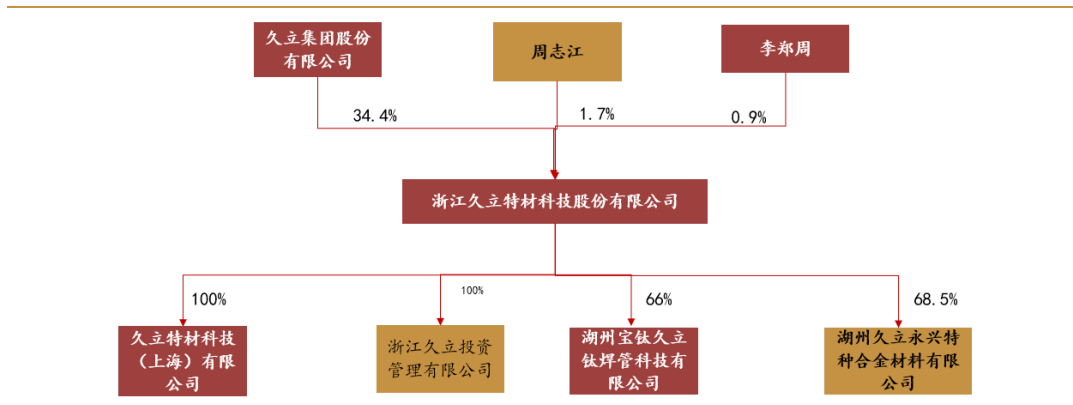 久立集团股份
有限公司
周志江
李郑周
34.4%
1.7%
0.9%
浙江久立特材科技股份有限公司
100%
100%
66%
68.5%
久立特材科技
（上海）有限
公司
浙江久立投资
管理有限公司
湖州宝钛久立
钛焊管科技有
限公司
湖州久立永兴特
种合金材料有限
公司